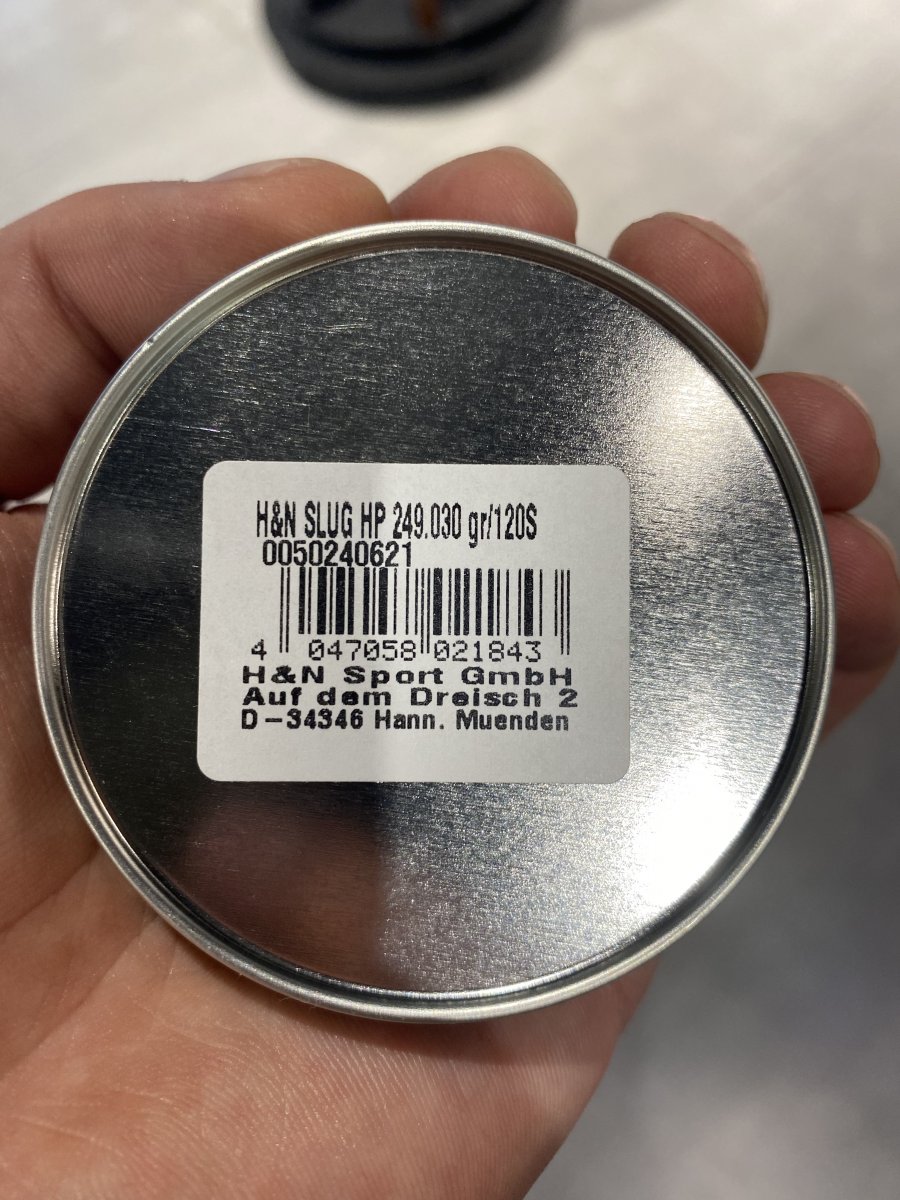 H&N SLUG HP 249.030 gr/120S
0050240621
4 047058 021843
H&N Sport GmbH
Auf dem Dreisch 2
D-34346 Hann. Muenden